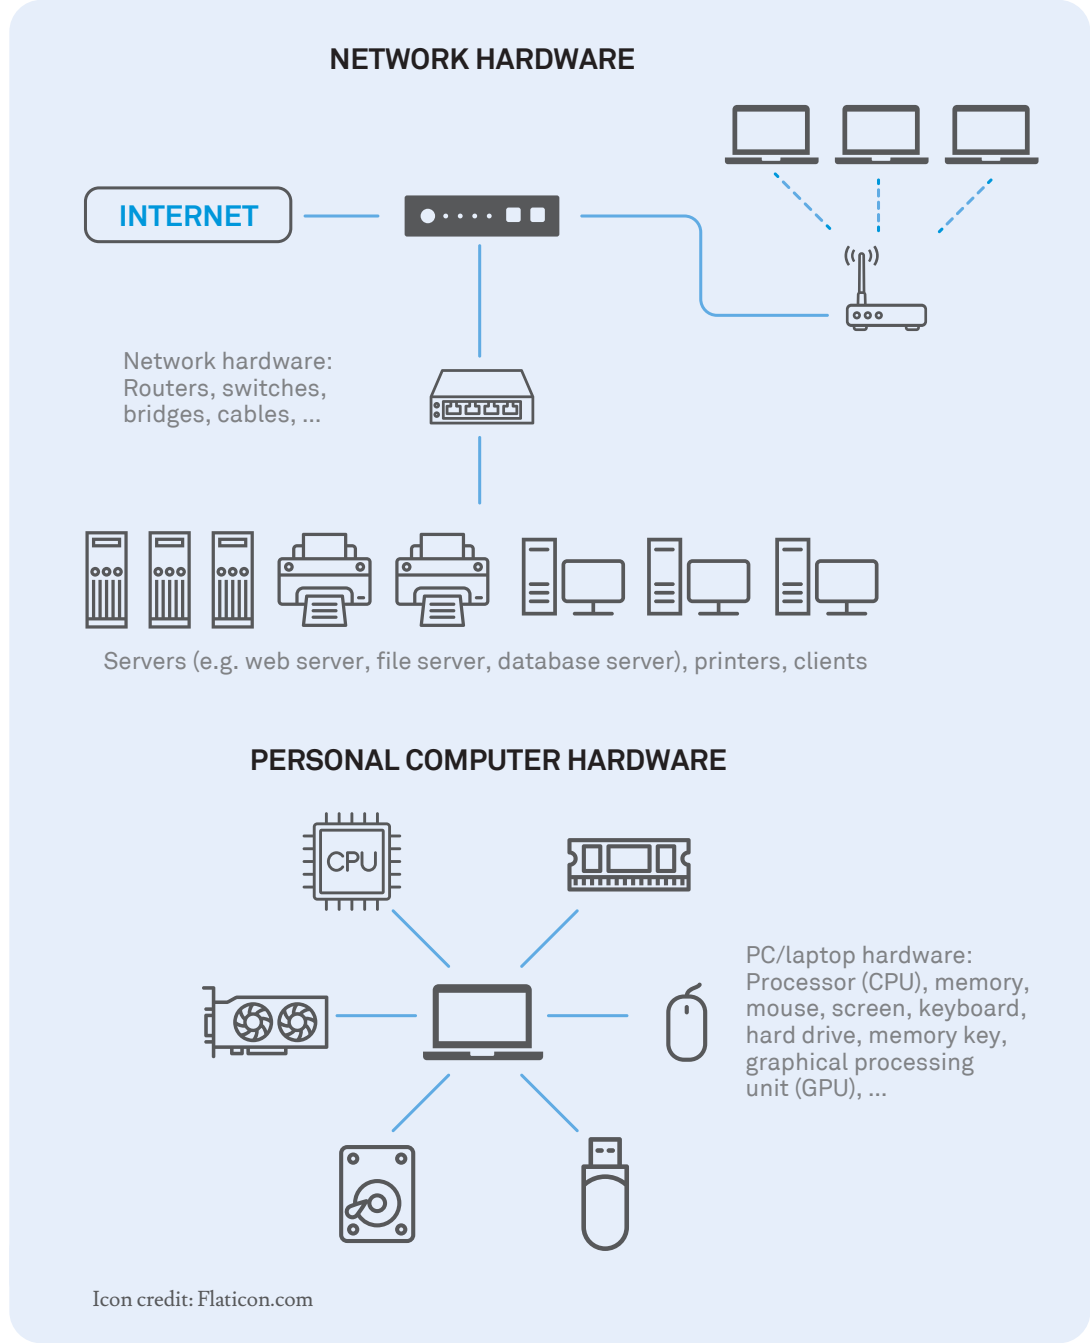 NETWORK HARDWARE
INTERNET
Network hardware:
Routers, switches,
bridges, cables, ...
Servers (e.g. web server, file server, database server), printers, clients
PERSONAL COMPUTER HARDWARE
CPU
PC/laptop hardware:
Processor (CPU), memory,
mouse, screen, keyboard,
hard drive, memory key,
graphical processing
unit (GPU), ...
Icon credit: Flaticon.com